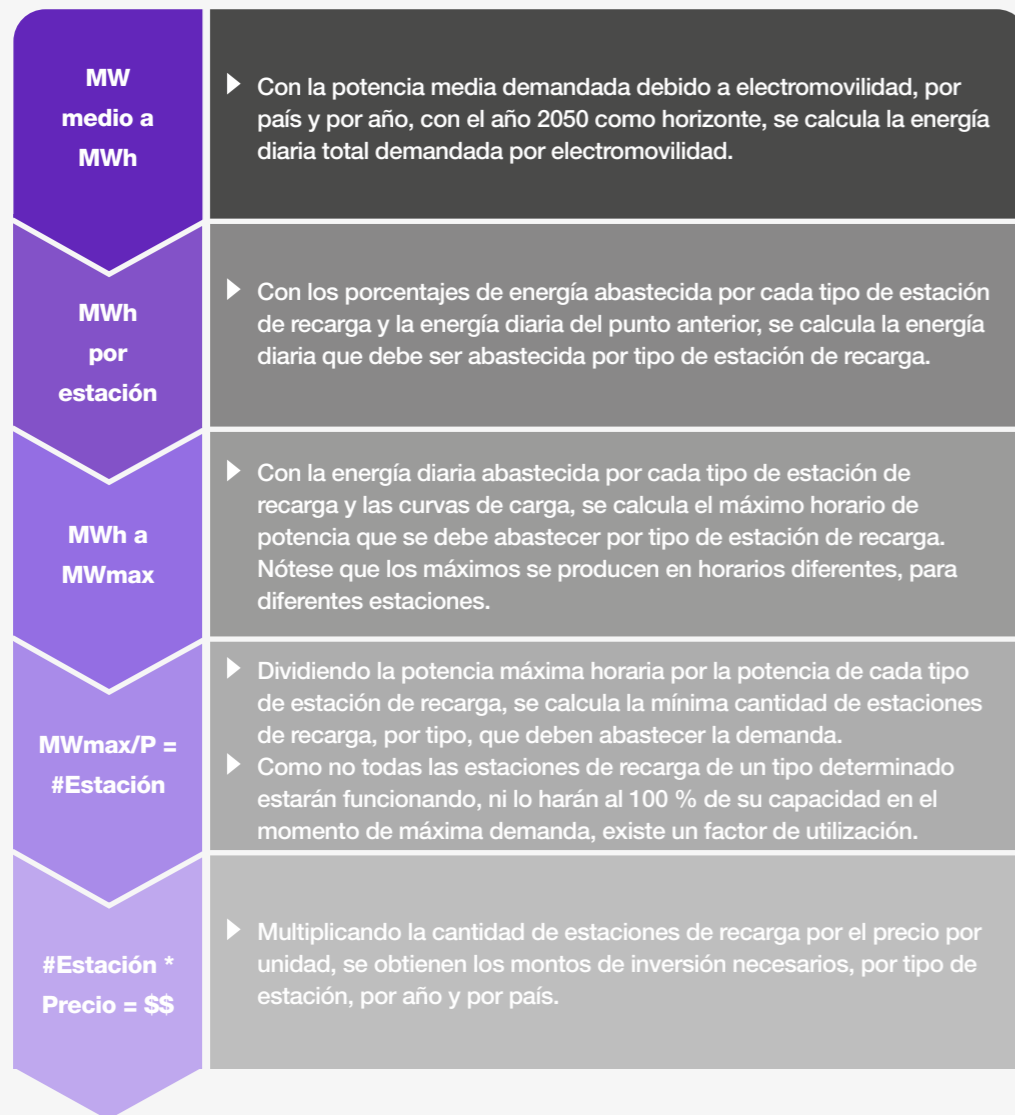 MW
medio a
MWh
Con la potencia media demandada debido a electromovilidad, por
país y por año, con el año 2050 como horizonte, se calcula la energía
diaria total demandada por electromovilidad.
MWh
por
estación
Con los porcentajes de energía abastecida por cada tipo de estación
de recarga y la energía diaria del punto anterior, se calcula la energía
diaria que debe ser abastecida por tipo de estación de recarga.
MWh a
MWmax
Con la energía diaria abastecida por cada tipo de estación de
recarga y las curvas de carga, se calcula el máximo horario de
potencia que se debe abastecer por tipo de estación de recarga.
Nótese que los máximos se producen en horarios diferentes, para
diferentes estaciones.
MWmax/P =
#Estación
Dividiendo la potencia máxima horaria por la potencia de cada tipo
de estación de recarga, se calcula la mínima cantidad de estaciones
de recarga, por tipo, que deben abastecer la demanda.
Como no todas las estaciones de recarga de un tipo determinado
estarán funcionando, ni lo harán al 100 % de su capacidad en el
momento de máxima demanda, existe un factor de utilización.
#Estación *
Precio = $$
Multiplicando la cantidad de estaciones de recarga por el precio por
unidad, se obtienen los montos de inversión necesarios, por tipo de
estación, por año y por país.